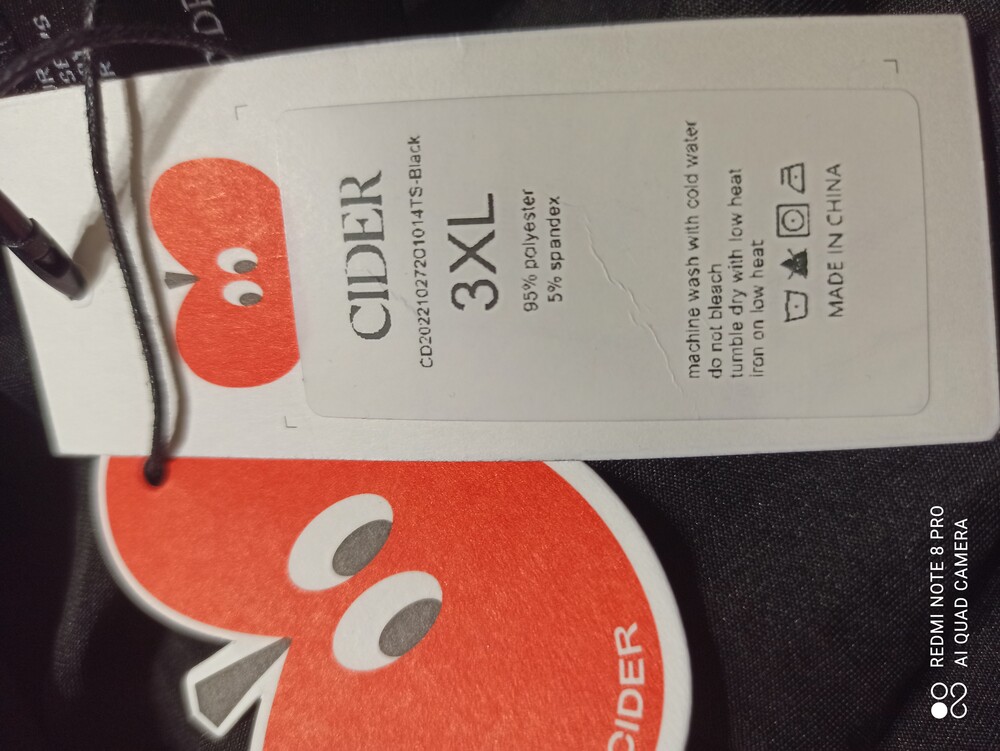 CIDER
CD20221027201014TS-Black
3XL
95% polyester
5% spandex
machine wash with cold water
do not bleach
tumble dry with low heat
iron on low heat
MADE IN CHINA
CIDER
REDMI NOTE 8 PRO
AI QUAD CAMERA